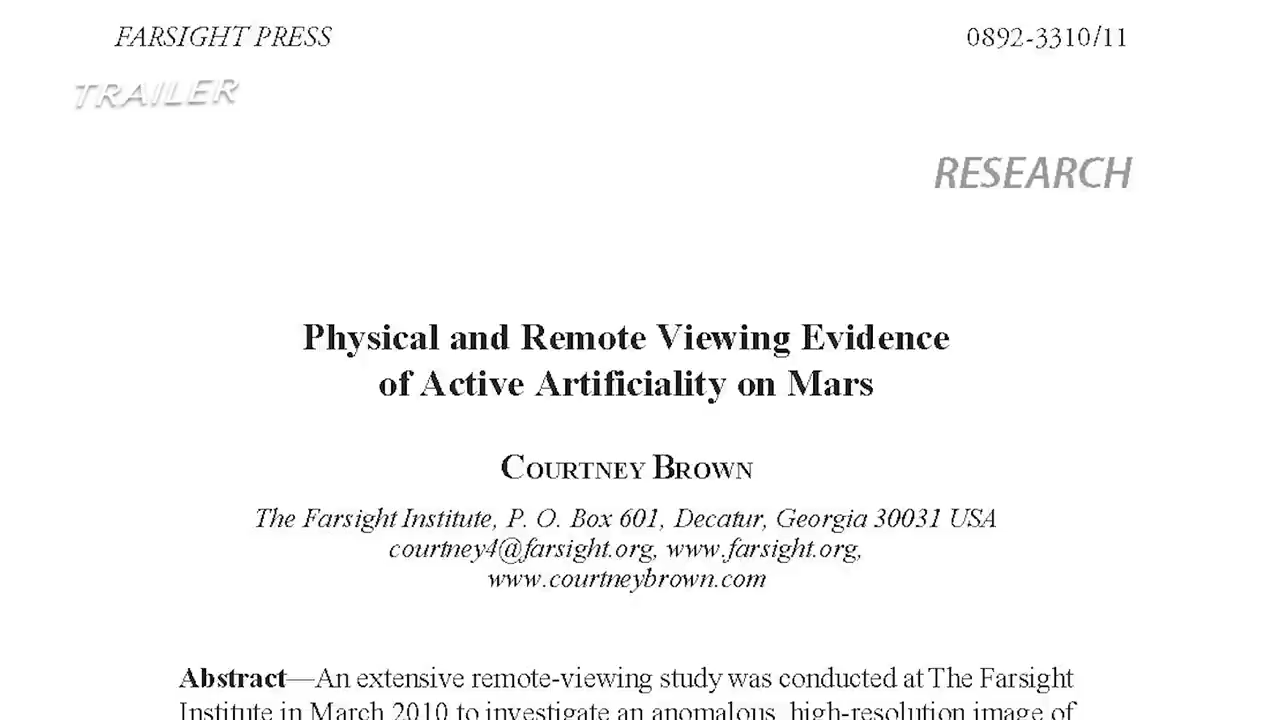 FARSIGHT PRESS 0892-3310/11
TRAILER
RESEARCH
Physical and Remote Viewing Evidence
of Active Artificiality on Mars
COURTNEY BROWN
The Farsight Institute, P. O. Box 601, Decatur, Georgia 30031 USA
courtney4@farsight.org, www.farsight.org,
www.courtneybrown.com
Abstract—An extensive remote-viewing study was conducted at The Farsight
Institute in March 2010 to investigate an anomalous, high-resolution image of